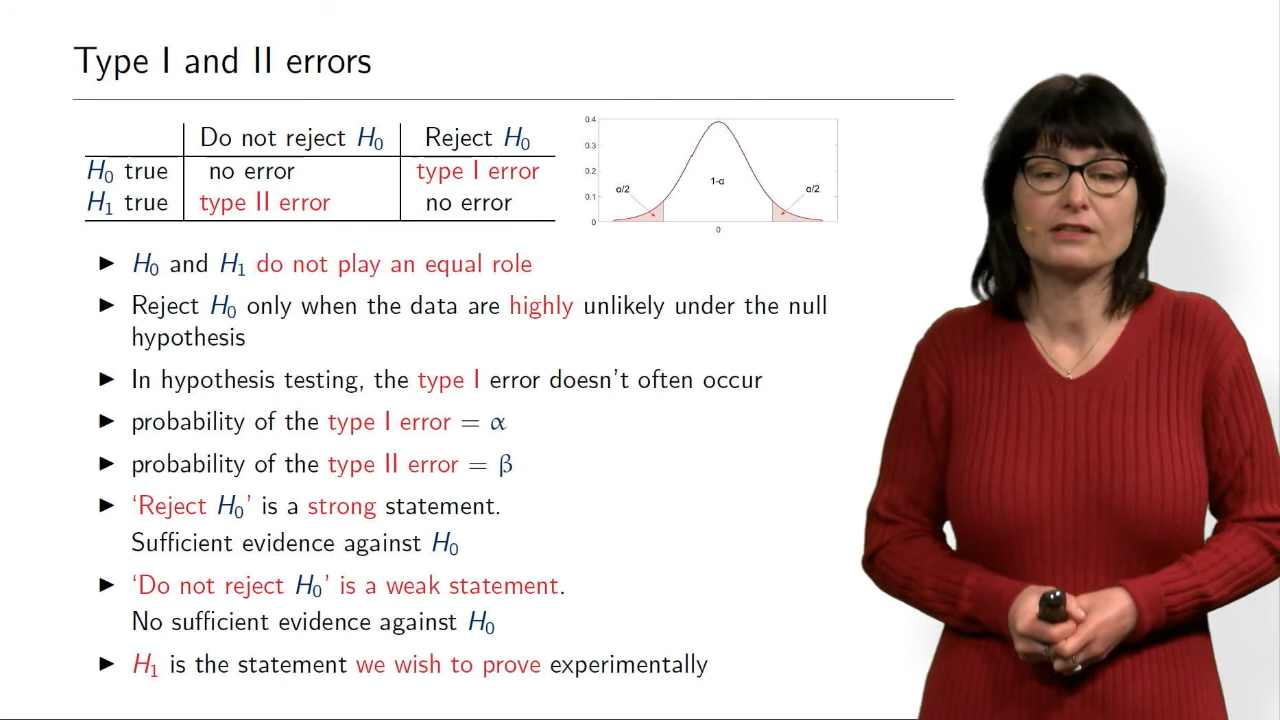 Type I and II errors
Do not reject H₀ Reject H₀
H₀ true no error type I error
H₁ true type II error no error
0.4
0.3
0.2
0.1
0
α/2
1-α
α/2
0
► H₀ and H₁ do not play an equal role
► Reject H₀ only when the data are highly unlikely under the null
hypothesis
► In hypothesis testing, the type I error doesn't often occur
► probability of the type I error = α
► probability of the type II error = β
► ‘Reject H₀’ is a strong statement.
Sufficient evidence against H₀
► ‘Do not reject H₀’ is a weak statement.
No sufficient evidence against H₀
► H₁ is the statement we wish to prove experimentally